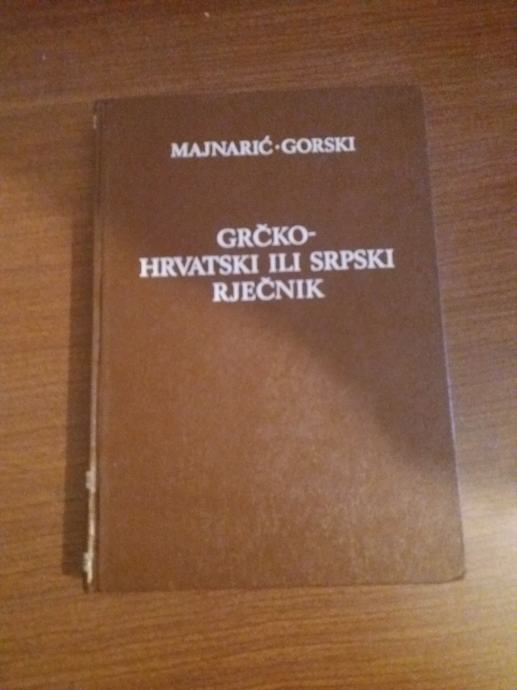 MAJNARIĆ·GORSKI
GRČKO-
HRVATSKI ILI SRPSKI
RJEČNIK